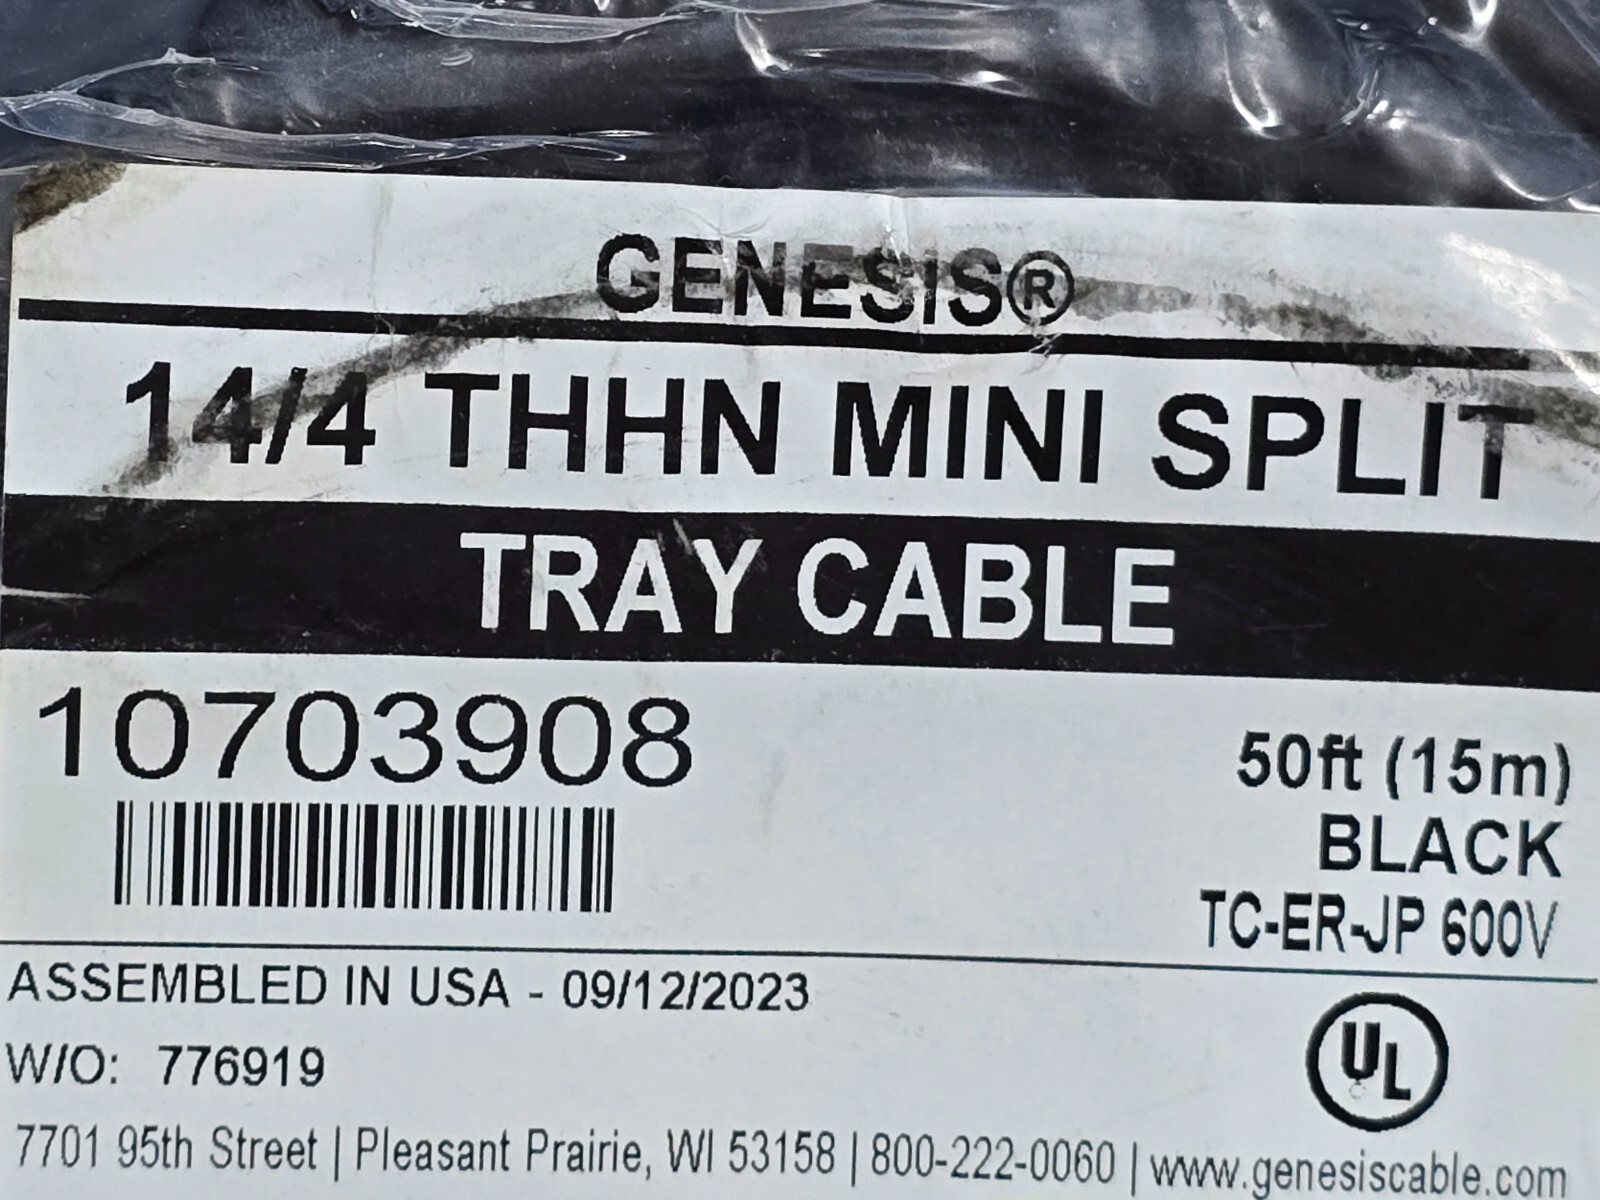 GENESIS®
14/4 THHN MINI SPLIT
TRAY CABLE
10703908
50ft (15m)
BLACK
TC-ER-JP 600V
ASSEMBLED IN USA - 09/12/2023
W/O: 776919
UL
7701 95th Street | Pleasant Prairie, WI 53158 | 800-222-0060 | www.genesiscable.com